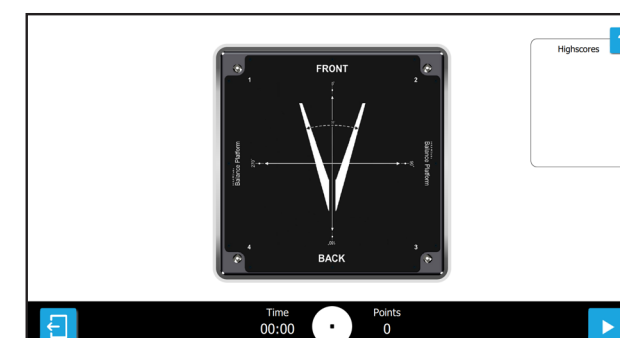 Highscores
FRONT
1
2
Balance Platform
Balance Platform
4
3
BACK
Time
00:00
Points
0